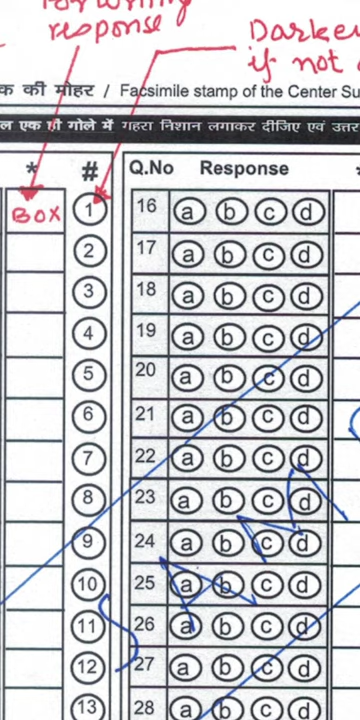 response
Darke
if not
क की मोहर / Facsimile stamp of the Center Su
ल एक ही गोले में गहरा निशान लगाकर दीजिए एवं उत्तर
* # Q.No Response
BOX 1 16 a b c d
2 17 a b c d
3 18 a b c d
4 19 a b c d
5 20 a b c d
6 21 a b c d
7 22 a b c d
8 23 a b c d
9 24 a b c d
10 25 a b c d
11 26 a b c d
12 27 a b c d
13 28 a b c d